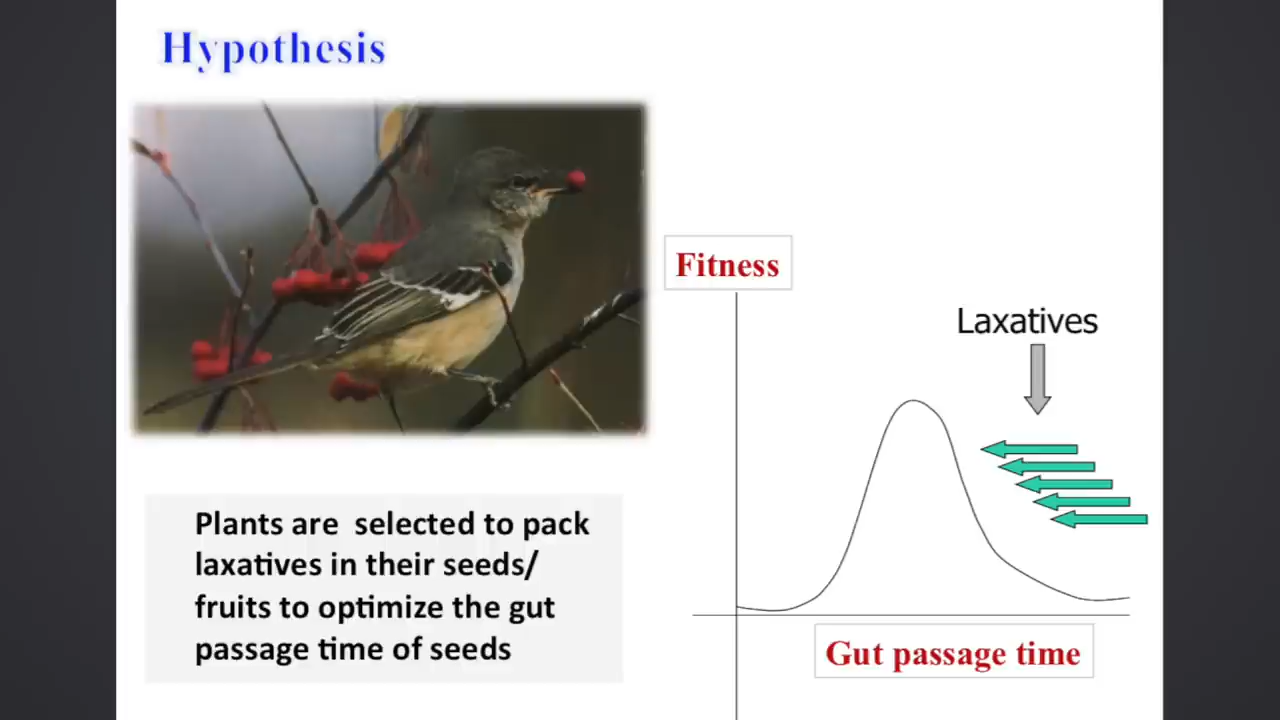 Hypothesis
Fitness
Laxatives
Plants are selected to pack
laxatives in their seeds/
fruits to optimize the gut
passage time of seeds
Gut passage time